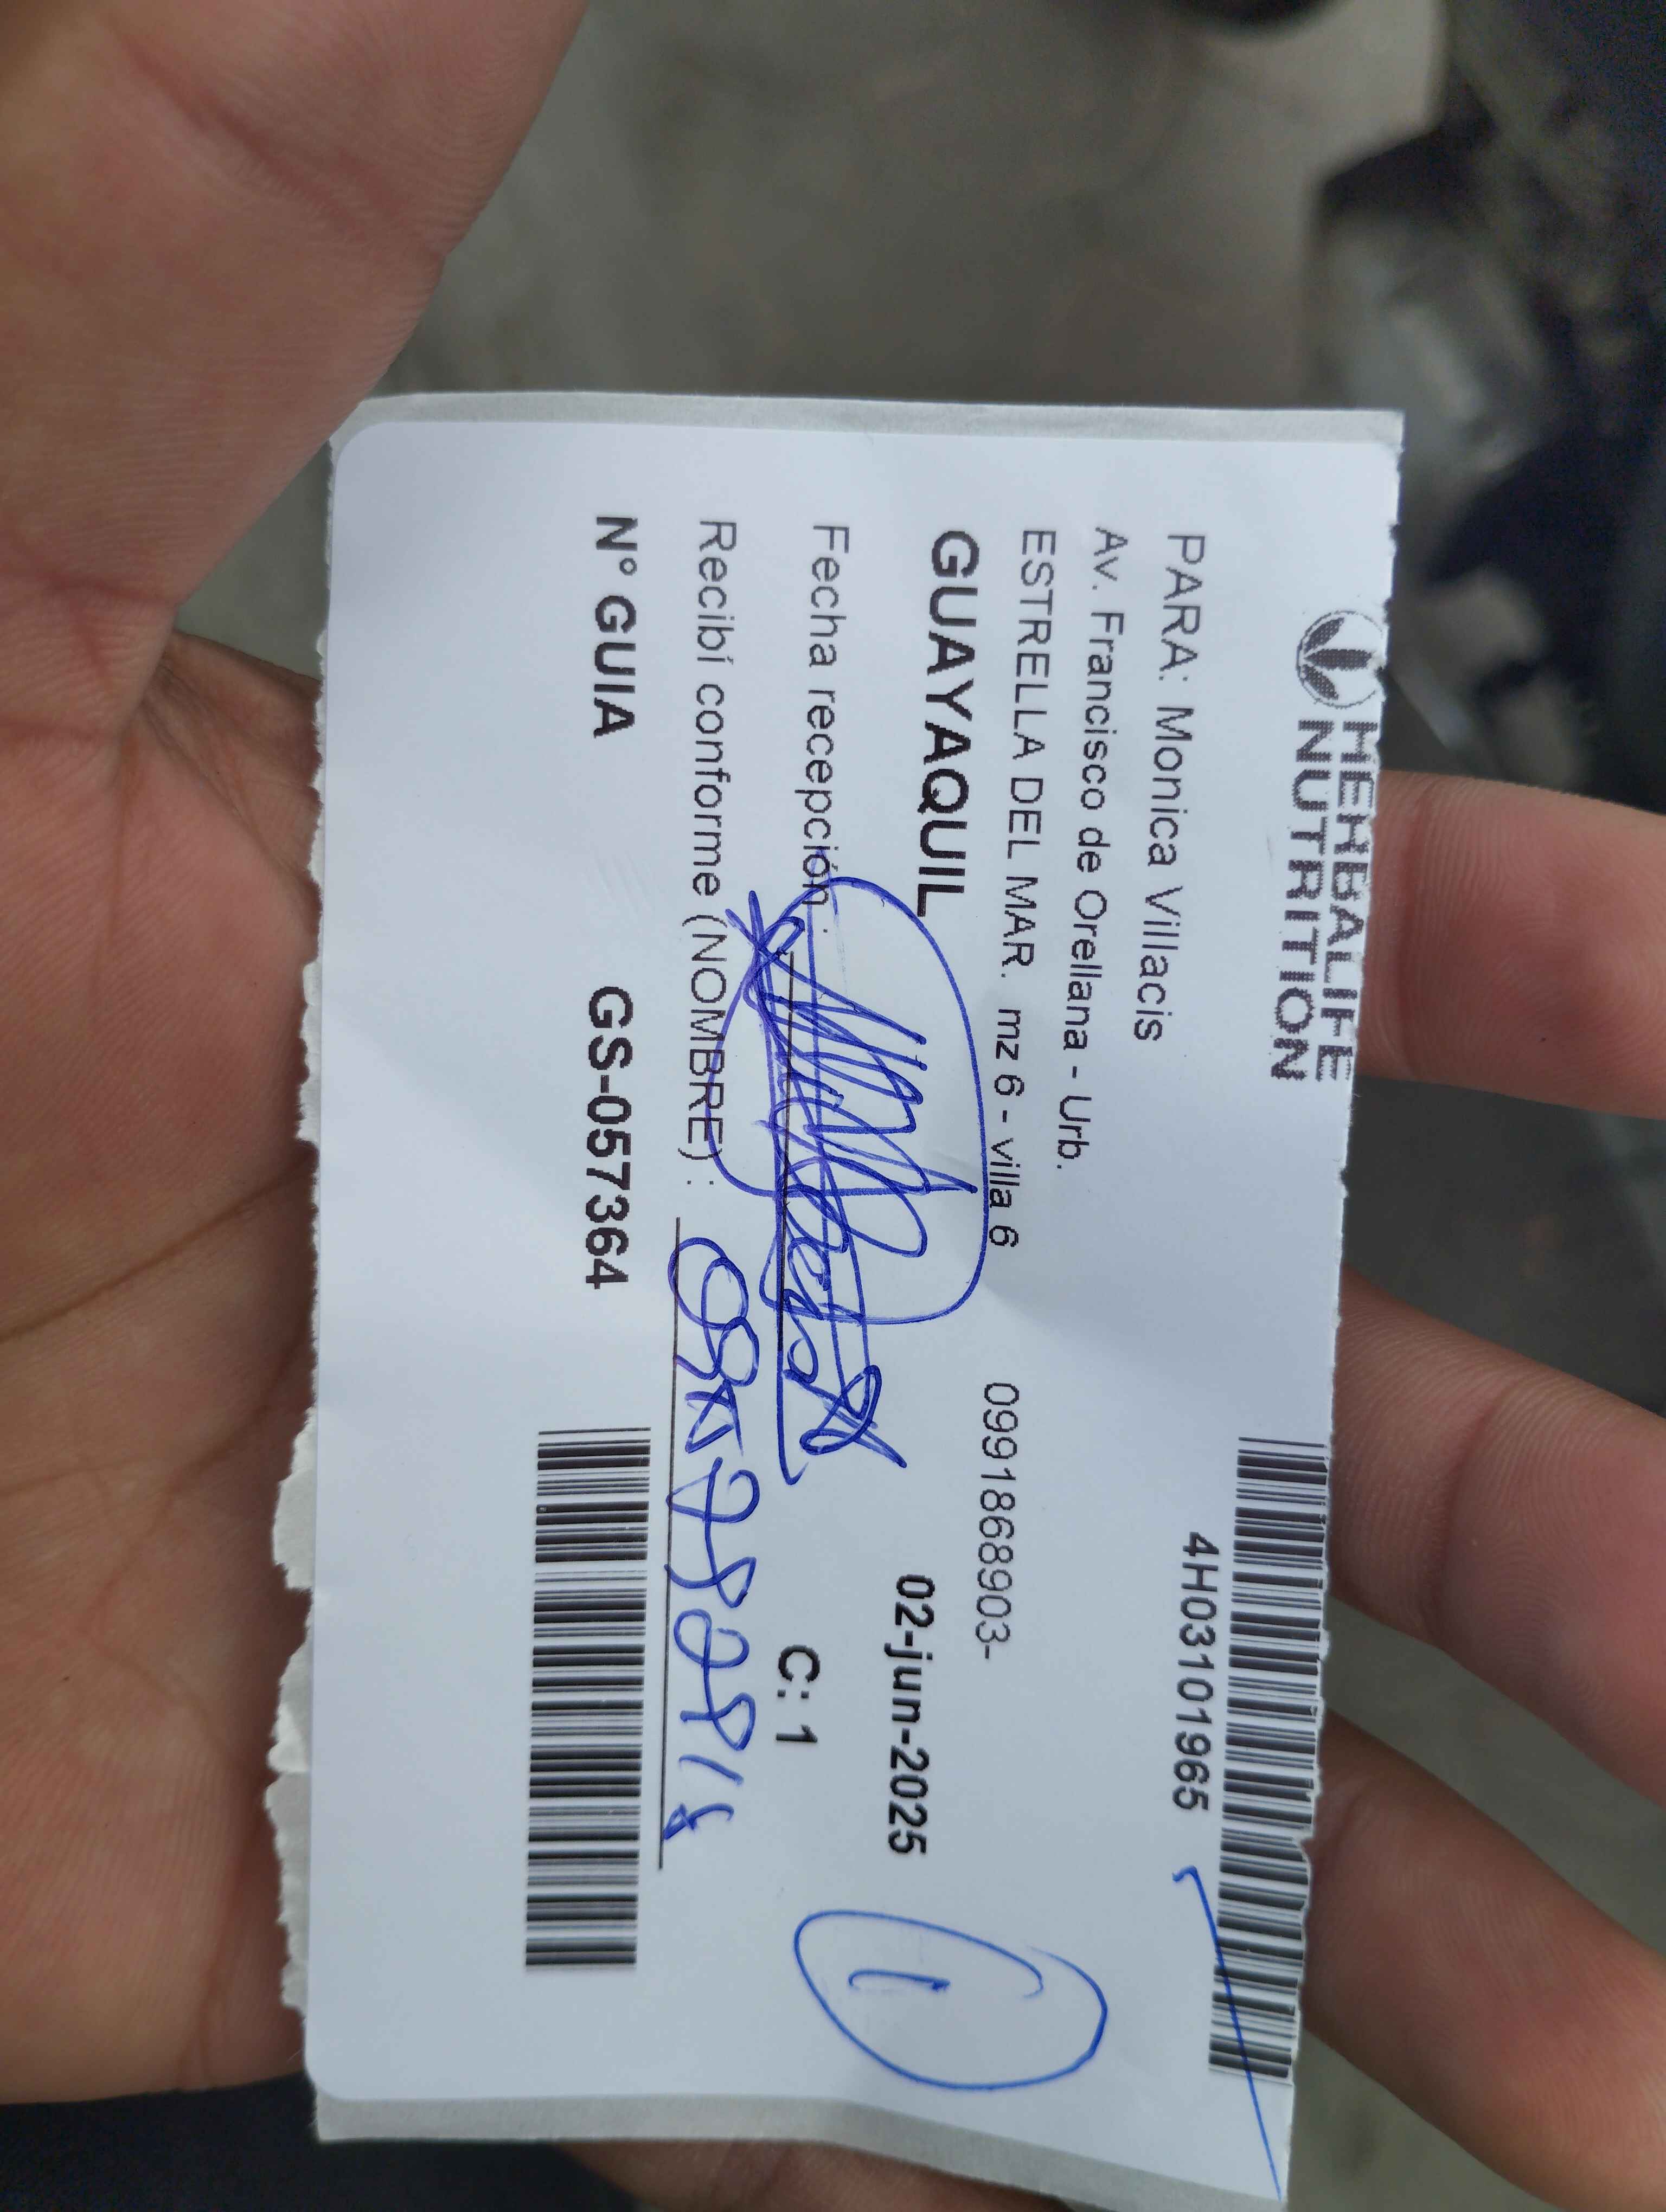 HERBALIFE
NUTRITION
4H03101965
PARA: Monica Villacis
Av. Francisco de Orellana - Urb.
ESTRELLA DEL MAR. mz 6 - villa 6
0991868903-
GUAYAQUIL
02-jun-2025
Fecha recepción :
C: 1
1
Recibí conforme (NOMBRE) :
N° GUIA GS-057364